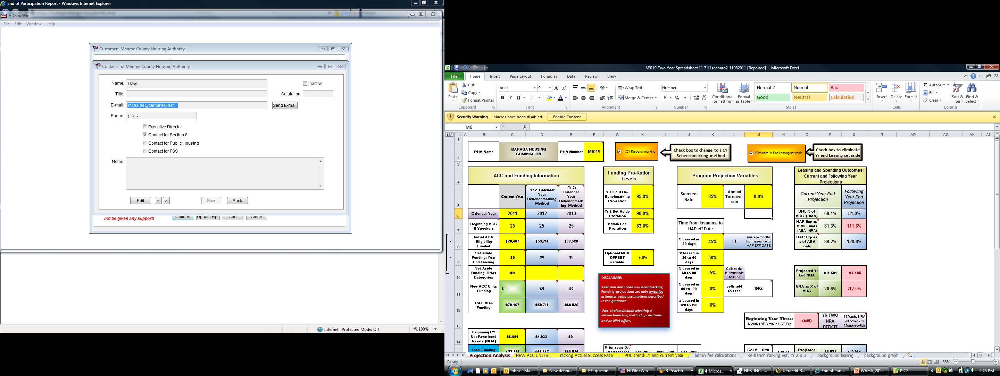 End of Participation Report - Windows Internet Explorer
HDSIncWin
File Edit Window Help
Customer: Monroe County Housing Authority
Contacts for Monroe County Housing Authority
Name: Dave
Inactive
Title:
Salutation:
E-mail: mcha.de@centurytel.net
Send E-mail
Phone: ( ) -
Executive Director
Contact for Section 8
Contact for Public Housing
Contact for FSS
Notes:
Edit < > Save Back
not be given any support!
Options Update Rpt Add Close
Internet | Protected Mode: Off
100%
MI019 Two Year Spreadsheet 11 7 11scenaro2_11082011 [Repaired] - Microsoft Excel
File Home Insert Page Layout Formulas Data Review View
Paste
Cut
Copy
Format Painter
Clipboard
Arial 9
B I U
Font
Wrap Text
Merge & Center
Alignment
Number
$ % ,
Number
Conditional Formatting
Format as Table
Normal 2 Normal Bad
Good Neutral Calculation
Styles
Insert Delete Format
Cells
AutoSum
Fill
Clear
Sort & Filter
Find & Select
Editing
Security Warning Macros have been disabled. Enable Content
M6
fx
1 2
A B C D E F G H I J K L M N O P Q R AD AG AH AI
1
2
3
4
5
6
7
8
9
10
11
12
13
14
PHA Name
BARAGA HOUSING
COMMISSION
PHA Number
MI019
CY Re-benchmarking
Check box to change to a CY
Rebenchmarking method
Eliminate Yr End Leasing set aside
Check box to eliminate
Yr end Leasing set aside
ACC and Funding Information
Current Year
Yr 2: Calendar
Year
Rebenchmarking
Method
Yr 3:
Calendar
Year
Rebenchmark
ing Method
Calendar Year 2011 2012 2013
Beginning ACC
# Vouchers
25 25 25
Initial ABA
Eligibility
Funded
$70,467 $59,714 $68,526
Set Aside
Funding: Year
End Leasing
$0 $0 $0
Set Aside
Funding: Other
Categories
$0
New ACC Units
Funding
$ - $0 $0
Total ABA
Funding
$70,467 $59,714 $68,526
Beginning CY
Net Restricted
Assets (NRA)
$6,894 $4,933 $0
Total Funding:
$77,361 $64,647 $68,526
Funding Pro-Ration
Levels
YR 2 & 3 Re-
Benchmarking
Pro-ration
95.0%
Yr 2 Set Aside
Proration
90.0%
Admin Fee
Proration
83.0%
Optional NRA
OFFSET
variable
7.0%
DISCLAIMER:
Year Two and Three Re-Benchmarking
Funding projections are only tentative
estimates using assumptions described
in the guidance.
User choices include selecting a
Rebenchmarking method , prorations
and an NRA offset.
Prior year: Oct
Dec leasing and
Oct, 2010 Nov, 2010 Dec, 2010
Program Projection Variables
Success
Rate
85%
Annual
Turnover
rate
8.0%
Time from Issuance to
HAP eff Date
% Leased in
30 days
45%
1.6
Average months
from issuance to
HAP EFF DATE
% leased in
30 to 60
days
50%
% Leased in
60 to 90
days
5%
Cells to the
left must add
to 100%
% Leased in
90 to 120
days
0%
cells add
to >>>>
100%
% Leased in
120 to 150
days
0%
Leasing and Spending Outcomes:
Current and Following Year
Projections
Current Year End
Projection
Following
Year End
Projection
UML % of
ACC (UMA)
69.1% 81.0%
HAP Exp as
% All Funds
(ABA + NRA)
81.3% 111.6%
HAP Exp as
% of ABA
only
89.2% 120.8%
Projected Yr
End NRA
$14,504 -$7,485
NRA as % of
ABA
20.6% -12.5%
Beginning Year Three:
Monthly ABA minus HAP Exp
($85)
YR TWO
NRA
DEFICIT
# Months NRA
will cover Yr 3
Monthly deficit
Col.A - first
Col. B
Projected
$8,579 $10,064
Projection Analysis NEW ACC UNITS Tracking Actual Success Rate PUC trend-LY and current year admin fee calculations Re-benchmarking Est. Yr 2 & 3 background leasing background graph
Ready
83%
Inbox - Ma... New defini... RE: questio... HDSIncWin 3 Peachtr... 4 Micros... HDS, INC. ... UltraEdit-3... End of Part... WAHA_201... PIC2
2:46 PM